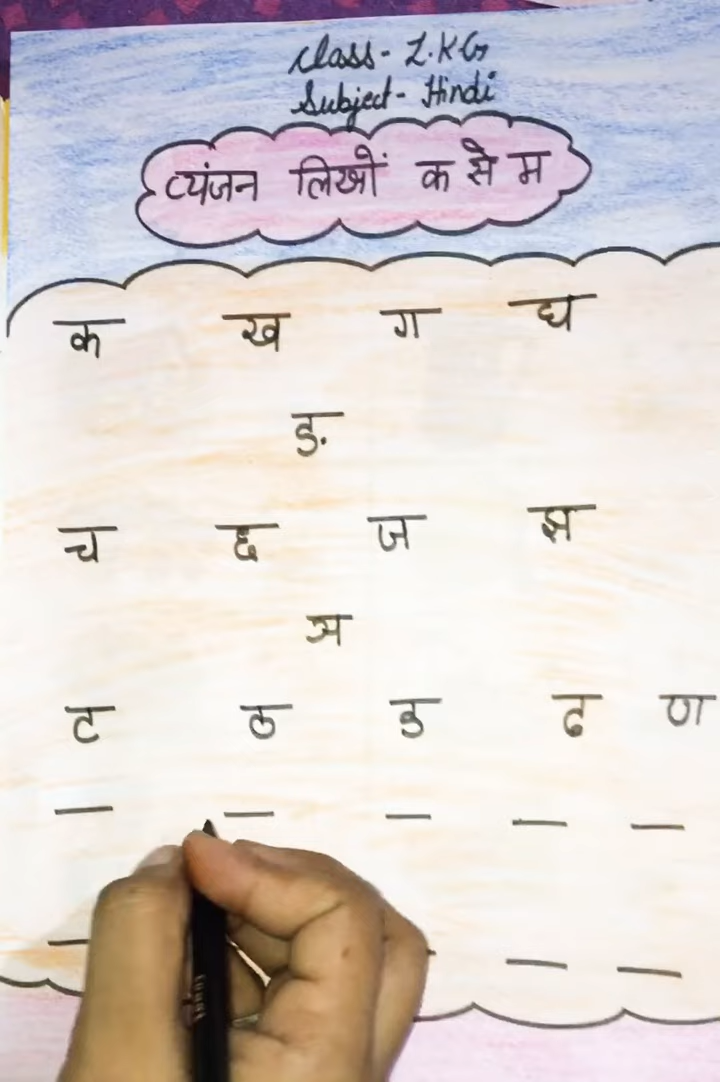 Class - L.K.G
Subject - Hindi
व्यंजन लिखों क से म
क ख ग घ
ङ
च छ ज झ
ञ
ट ठ ड ढ ण